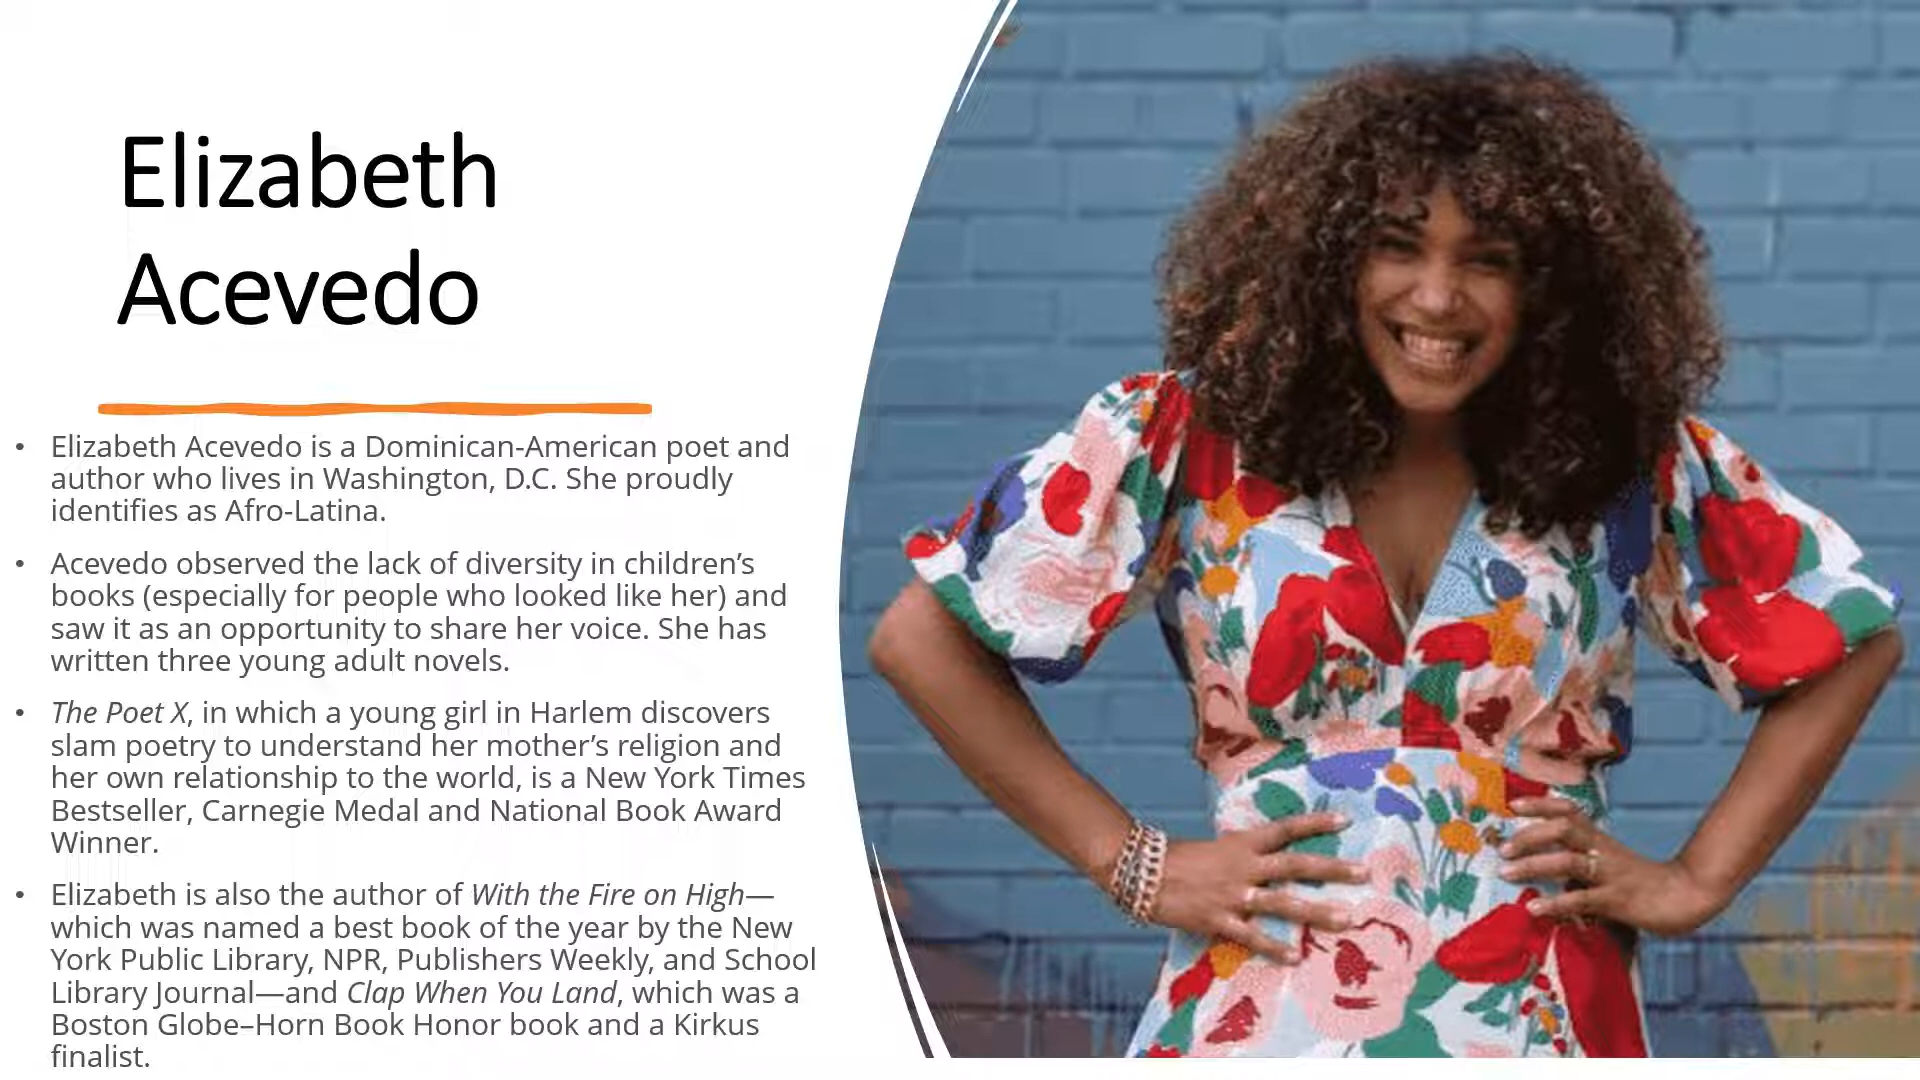 Elizabeth
Acevedo
• Elizabeth Acevedo is a Dominican-American poet and
author who lives in Washington, D.C. She proudly
identifies as Afro-Latina.
• Acevedo observed the lack of diversity in children’s
books (especially for people who looked like her) and
saw it as an opportunity to share her voice. She has
written three young adult novels.
• The Poet X, in which a young girl in Harlem discovers
slam poetry to understand her mother’s religion and
her own relationship to the world, is a New York Times
Bestseller, Carnegie Medal and National Book Award
Winner.
• Elizabeth is also the author of With the Fire on High—
which was named a best book of the year by the New
York Public Library, NPR, Publishers Weekly, and School
Library Journal—and Clap When You Land, which was a
Boston Globe–Horn Book Honor book and a Kirkus
finalist.